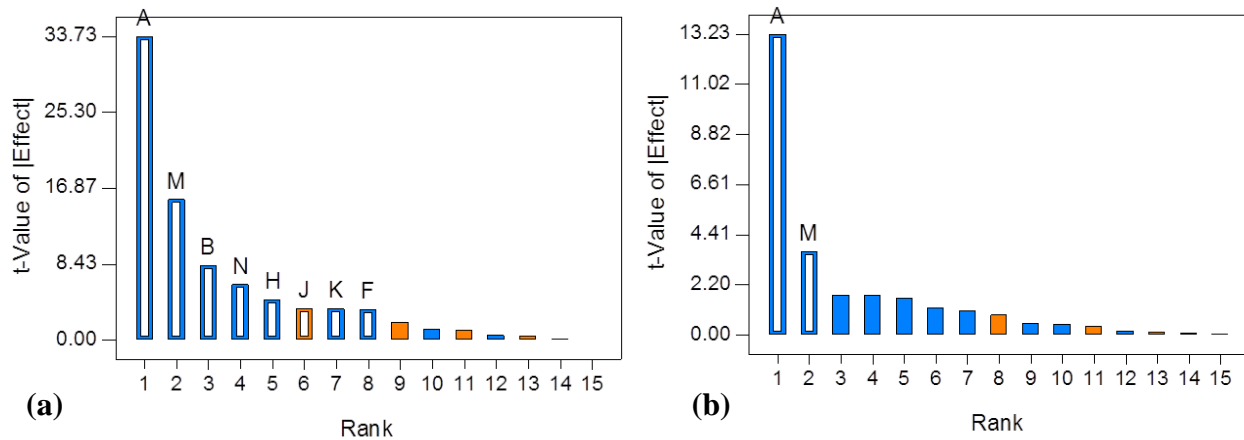 A
33.73
25.30
M
16.87
B
8.43
N
H
J
K
F
0.00
t-Value of |Effect|
1 2 3 4 5 6 7 8 9 10 11 12 13 14 15
(a)
Rank
A
13.23
11.02
8.82
6.61
4.41
M
2.20
0.00
t-Value of |Effect|
1 2 3 4 5 6 7 8 9 10 11 12 13 14 15
(b)
Rank